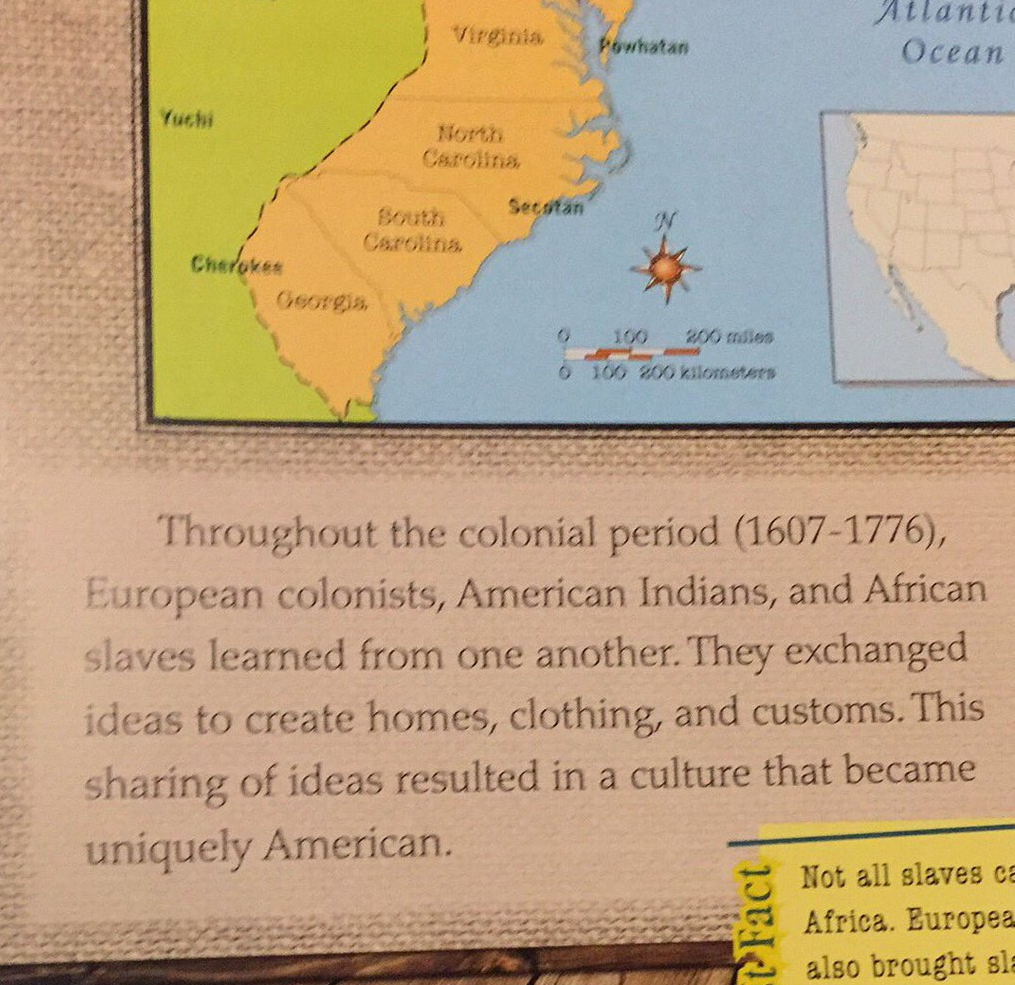 Atlantic
Ocean
Virginia
Powhatan
Yuchi
North
Carolina
Secotan
South
Carolina
N
Cherokee
Georgia
0 100 200 miles
0 100 200 kilometers
Throughout the colonial period (1607-1776),
European colonists, American Indians, and African
slaves learned from one another. They exchanged
ideas to create homes, clothing, and customs. This
sharing of ideas resulted in a culture that became
uniquely American.
Fact
Not all slaves
Africa.
also brought